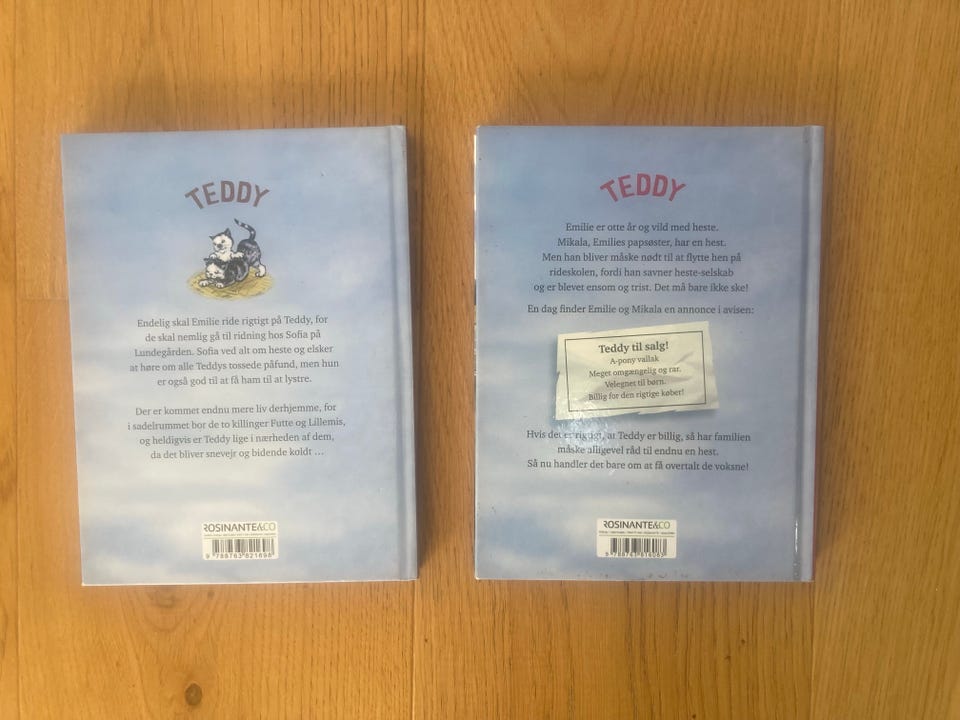 TEDDY
Endelig skal Emilie ride rigtigt på Teddy, for
de skal nemlig gå til ridning hos Sofia på
Lundegården. Sofia ved alt om heste og elsker
at høre om alle Teddys tossede påfund, men hun
er også god til at få ham til at lystre.
Der er kommet endnu mere liv derhjemme, for
i sadelrummet bor de to killinger Futte og Lillemis,
og heldigvis er Teddy lige i nærheden af dem,
da det bliver snevejr og bidende koldt …
ROSINANTE&CO
9 788763 821698
TEDDY
Emilie er otte år og vild med heste.
Mikala, Emilies papsøster, har en hest.
Men han bliver måske nødt til at flytte hen på
rideskolen, fordi han savner heste-selskab
og er blevet ensom og trist. Det må bare ikke ske!
En dag finder Emilie og Mikala en annonce i avisen:
Teddy til salg!
A-pony vallak
Meget omgængelig og rar.
Velegnet til børn.
Billig for den rigtige køber!
Hvis det er rigtigt, at Teddy er billig, så har familien
måske alligevel råd til endnu en hest.
Så nu handler det bare om at få overtalt de voksne!
ROSINANTE&CO